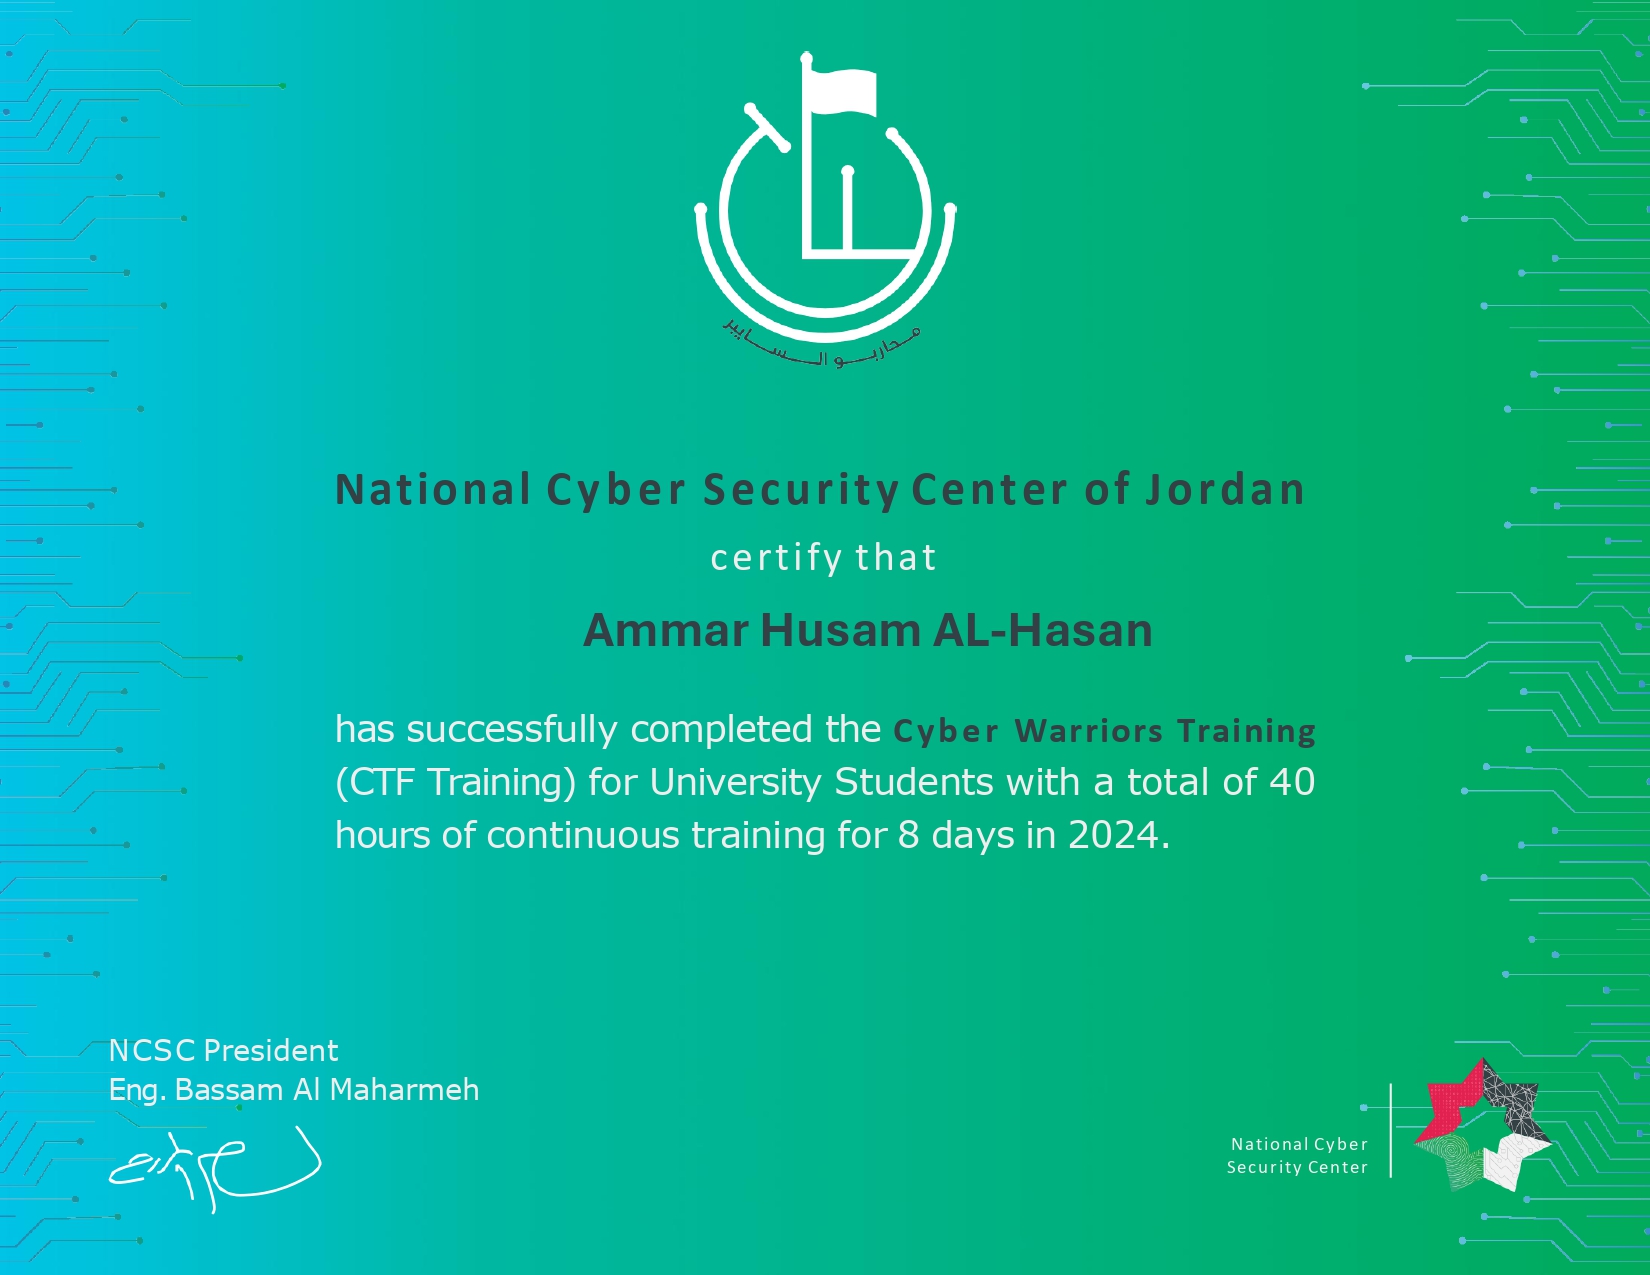 محاربو السايبر
National Cyber Security Center of Jordan
certify that
Ammar Husam AL-Hasan
has successfully completed the Cyber Warriors Training
(CTF Training) for University Students with a total of 40
hours of continuous training for 8 days in 2024.
NCSC President
Eng. Bassam Al Maharmeh
National Cyber
Security Center